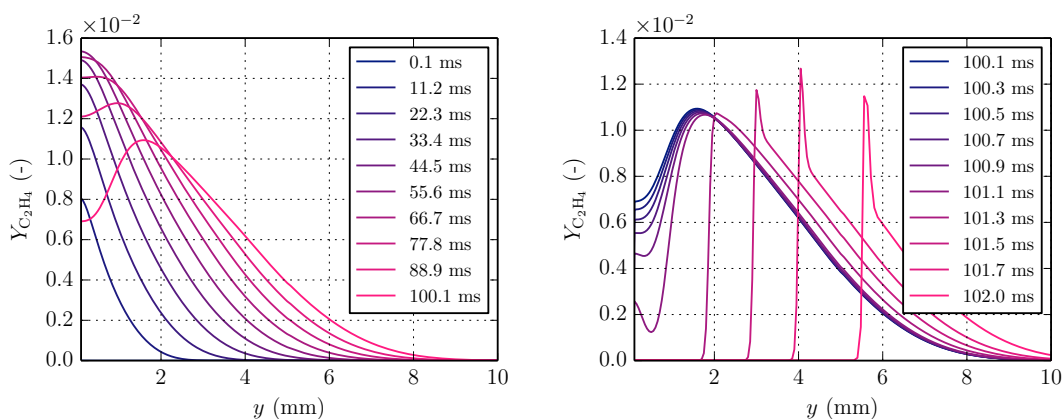 ×10⁻²
1.6
1.4
1.2
1.0
0.8
0.6
0.4
0.2
0.0
Y_C₂H₄ (-)
2
4
6
8
10
y (mm)
0.1 ms
11.2 ms
22.3 ms
33.4 ms
44.5 ms
55.6 ms
66.7 ms
77.8 ms
88.9 ms
100.1 ms
×10⁻²
1.4
1.2
1.0
0.8
0.6
0.4
0.2
0.0
Y_C₂H₄ (-)
2
4
6
8
10
y (mm)
100.1 ms
100.3 ms
100.5 ms
100.7 ms
100.9 ms
101.1 ms
101.3 ms
101.5 ms
101.7 ms
102.0 ms